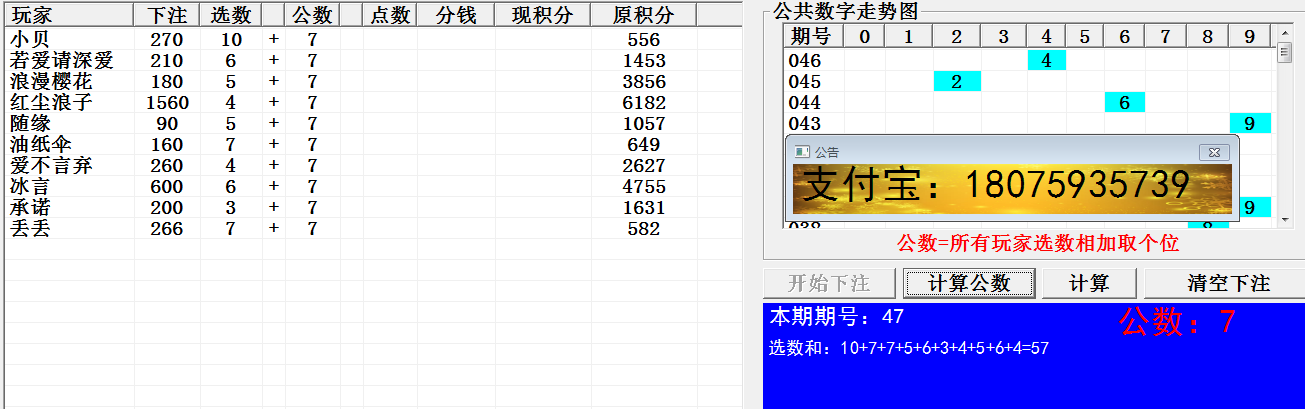 玩家 下注 选数 公数 点数 分钱 现积分 原积分
小贝 270 10 + 7 556
若爱请深爱 210 6 + 7 1453
浪漫樱花 180 5 + 7 3856
红尘浪子 1560 4 + 7 6182
随缘 90 5 + 7 1057
油纸伞 160 7 + 7 649
爱不言弃 260 4 + 7 2627
冰言 600 6 + 7 4755
承诺 200 3 + 7 1631
丢丢 266 7 + 7 582
公共数字走势图
期号 0 1 2 3 4 5 6 7 8 9
046 4
045 2
044 6
043 9
公告
支付宝：18075935739
9
038 8
公数=所有玩家选数相加取个位
开始下注 计算公数 计算 清空下注
本期期号：47 公数：7
选数和：10+7+7+5+6+3+4+5+6+4=57